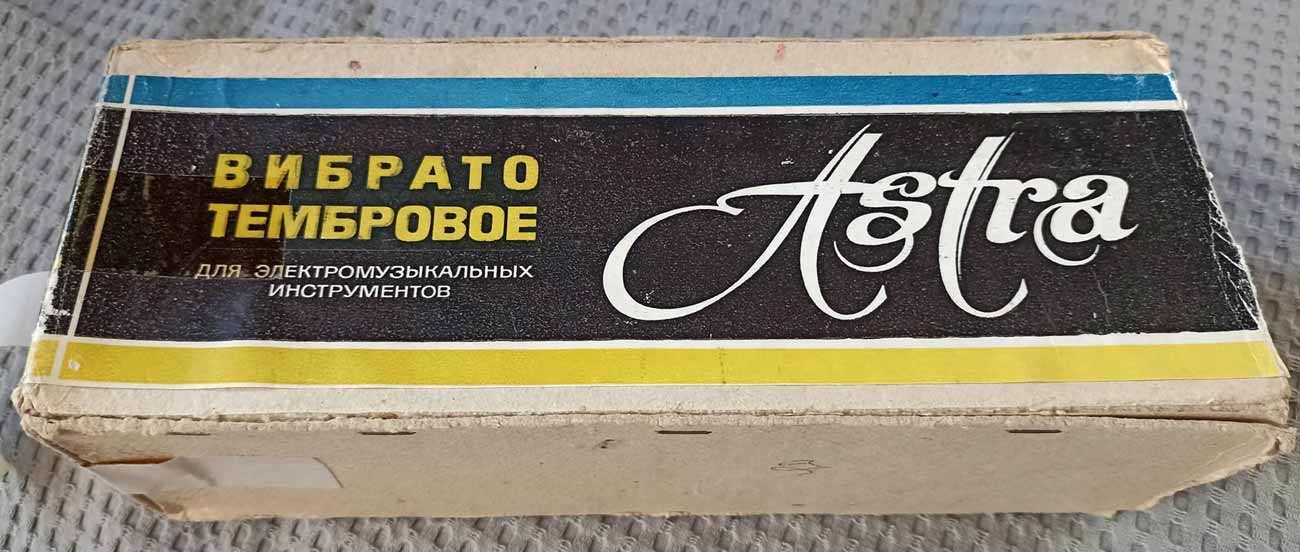 ВИБРАТО
ТЕМБРОВОЕ
ДЛЯ ЭЛЕКТРОМУЗЫКАЛЬНЫХ
ИНСТРУМЕНТОВ
Astra